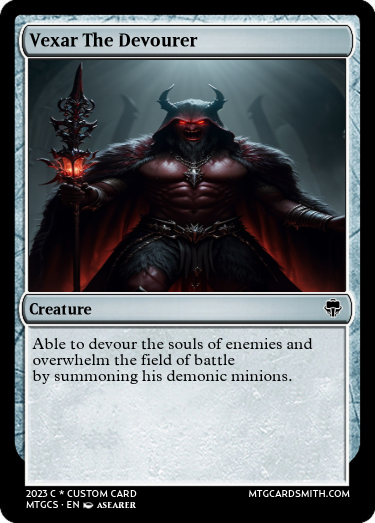 Vexar The Devourer
Creature
Able to devour the souls of enemies and
overwhelm the field of battle
by summoning his demonic minions.
2023 C * CUSTOM CARD
MTGCARDSMITH.COM
MTGCS · EN ASEARER